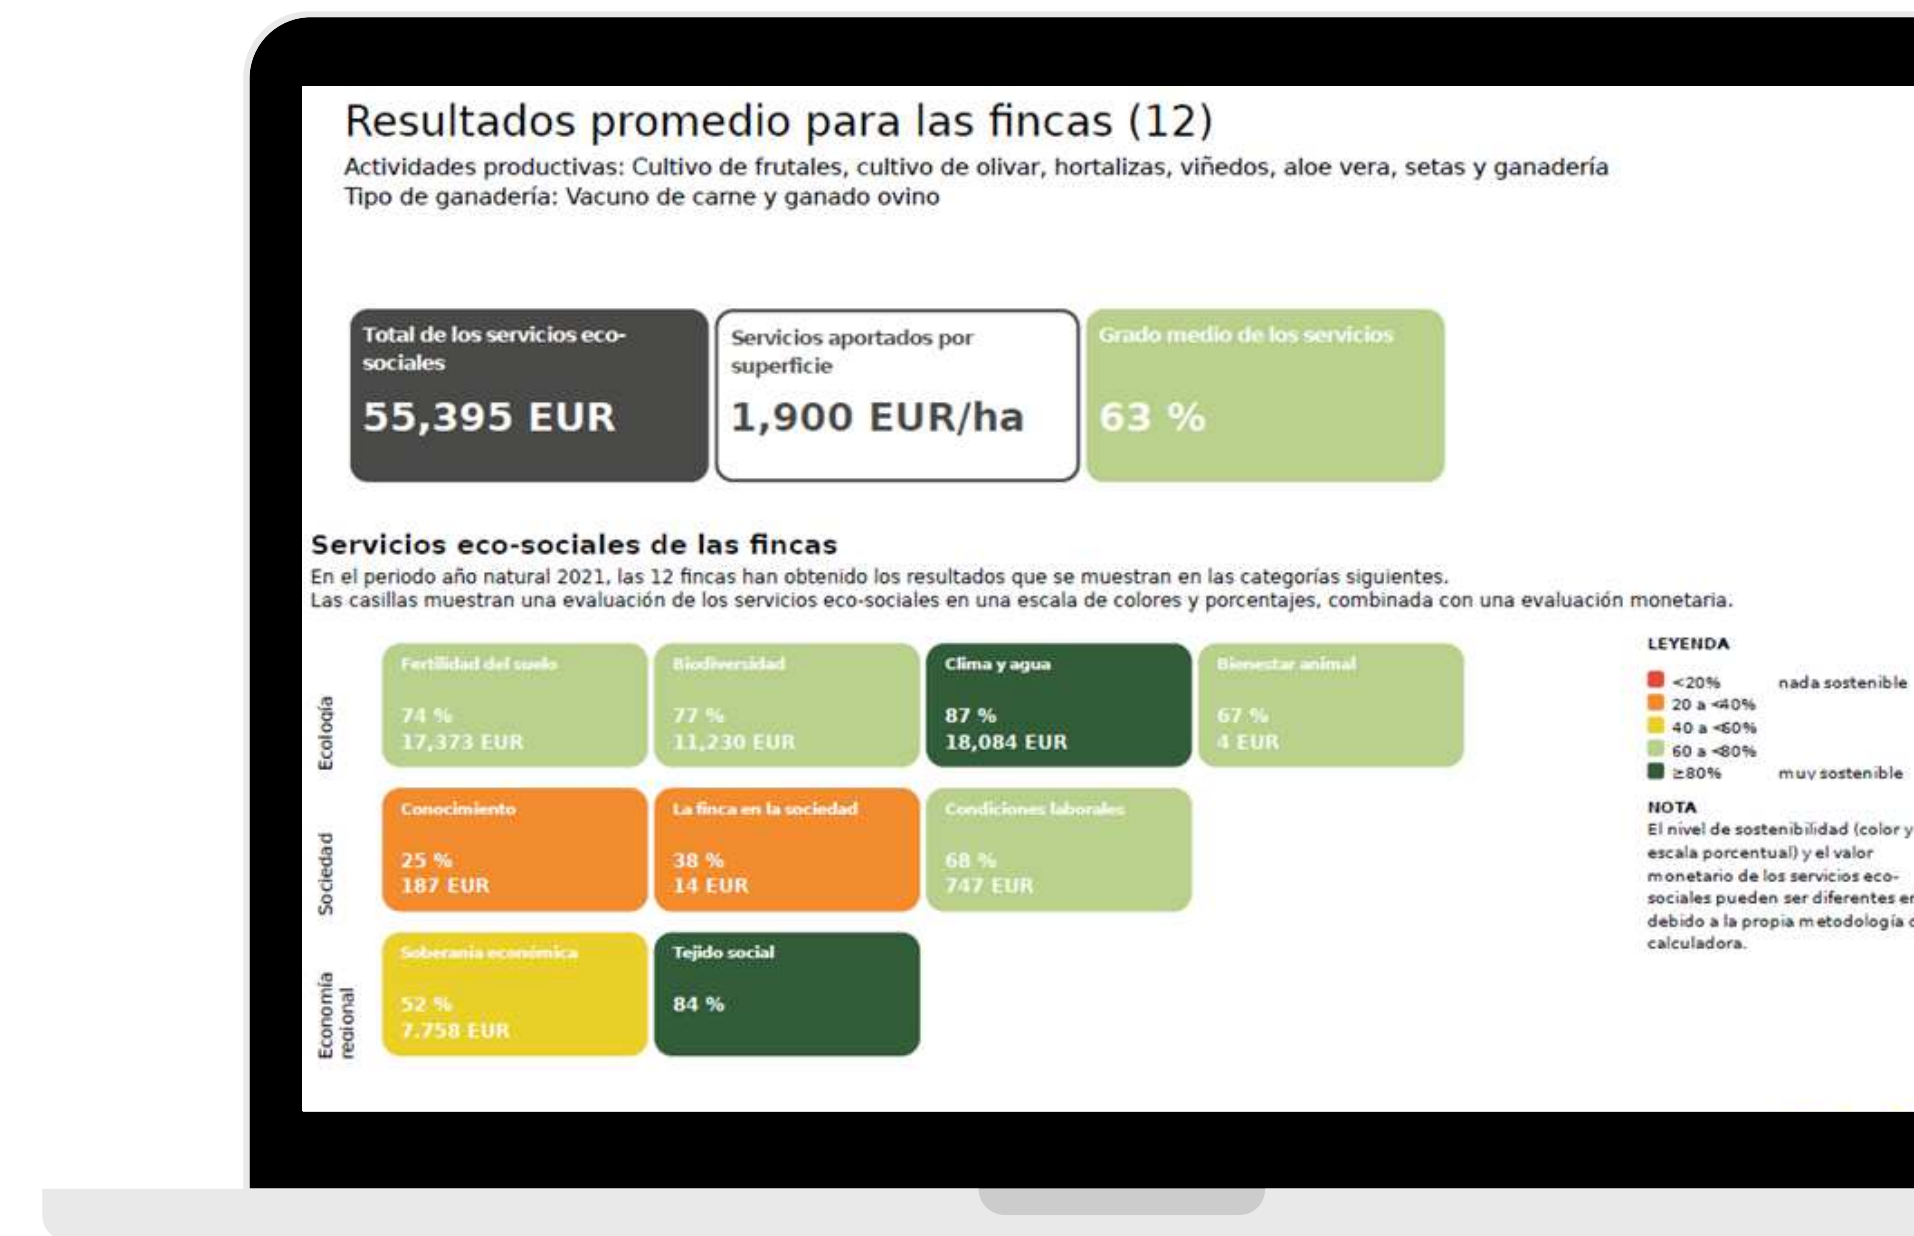 Resultados promedio para las fincas (12)
Actividades productivas: Cultivo de frutales, cultivo de olivar, hortalizas, viñedos, aloe vera, setas y ganadería
Tipo de ganadería: Vacuno de carne y ganado ovino
Total de los servicios eco-
sociales
55,395 EUR
Servicios aportados por
superficie
1,900 EUR/ha
Grado medio de los servicios
63 %
Servicios eco-sociales de las fincas
En el periodo año natural 2021, las 12 fincas han obtenido los resultados que se muestran en las categorías siguientes.
Las casillas muestran una evaluación de los servicios eco-sociales en una escala de colores y porcentajes, combinada con una evaluación monetaria.
Ecología
Fertilidad del suelo
74 %
17,373 EUR
Biodiversidad
77 %
11,230 EUR
Clima y agua
87 %
18,084 EUR
Bienestar animal
67 %
4 EUR
Sociedad
Conocimiento
25 %
187 EUR
La finca en la sociedad
38 %
14 EUR
Condiciones laborales
68 %
747 EUR
Economía
regional
Soberanía económica
52 %
7.758 EUR
Tejido social
84 %
LEYENDA
<20% nada sostenible
20 a <40%
40 a <60%
60 a <80%
≥80% muy sostenible
NOTA
El nivel de sostenibilidad (color y
escala porcentual) y el valor
monetario de los servicios eco-
sociales pueden ser diferentes
debido a la propia metodología
calculadora.